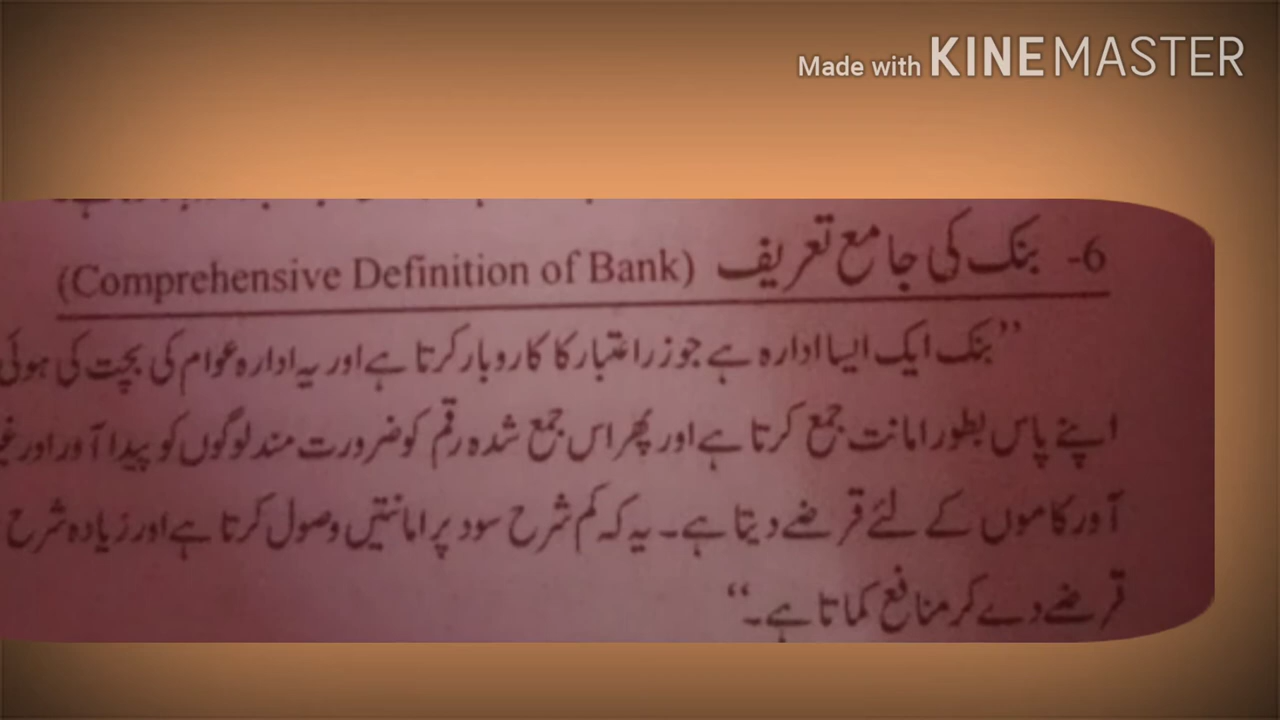 Made with KINEMASTER
6- بنک کی جامع تعریف (Comprehensive Definition of Bank)
’’بنک ایک ایسا ادارہ ہے جو زر اعتبار کا کاروبار کرتا ہے اور یہ ادارہ عوام کی بچت کی ہوئی
اپنے پاس بطور امانت جمع کرتا ہے اور پھر اس جمع شدہ رقم کو ضرورت مند لوگوں کو پیدا آور اور
آور کاموں کے لئے قرضے دیتا ہے۔ یہ کہ کم شرح سود پر امانتیں وصول کرتا ہے اور زیادہ شرح
قرضے دے کر منافع کماتا ہے۔‘‘